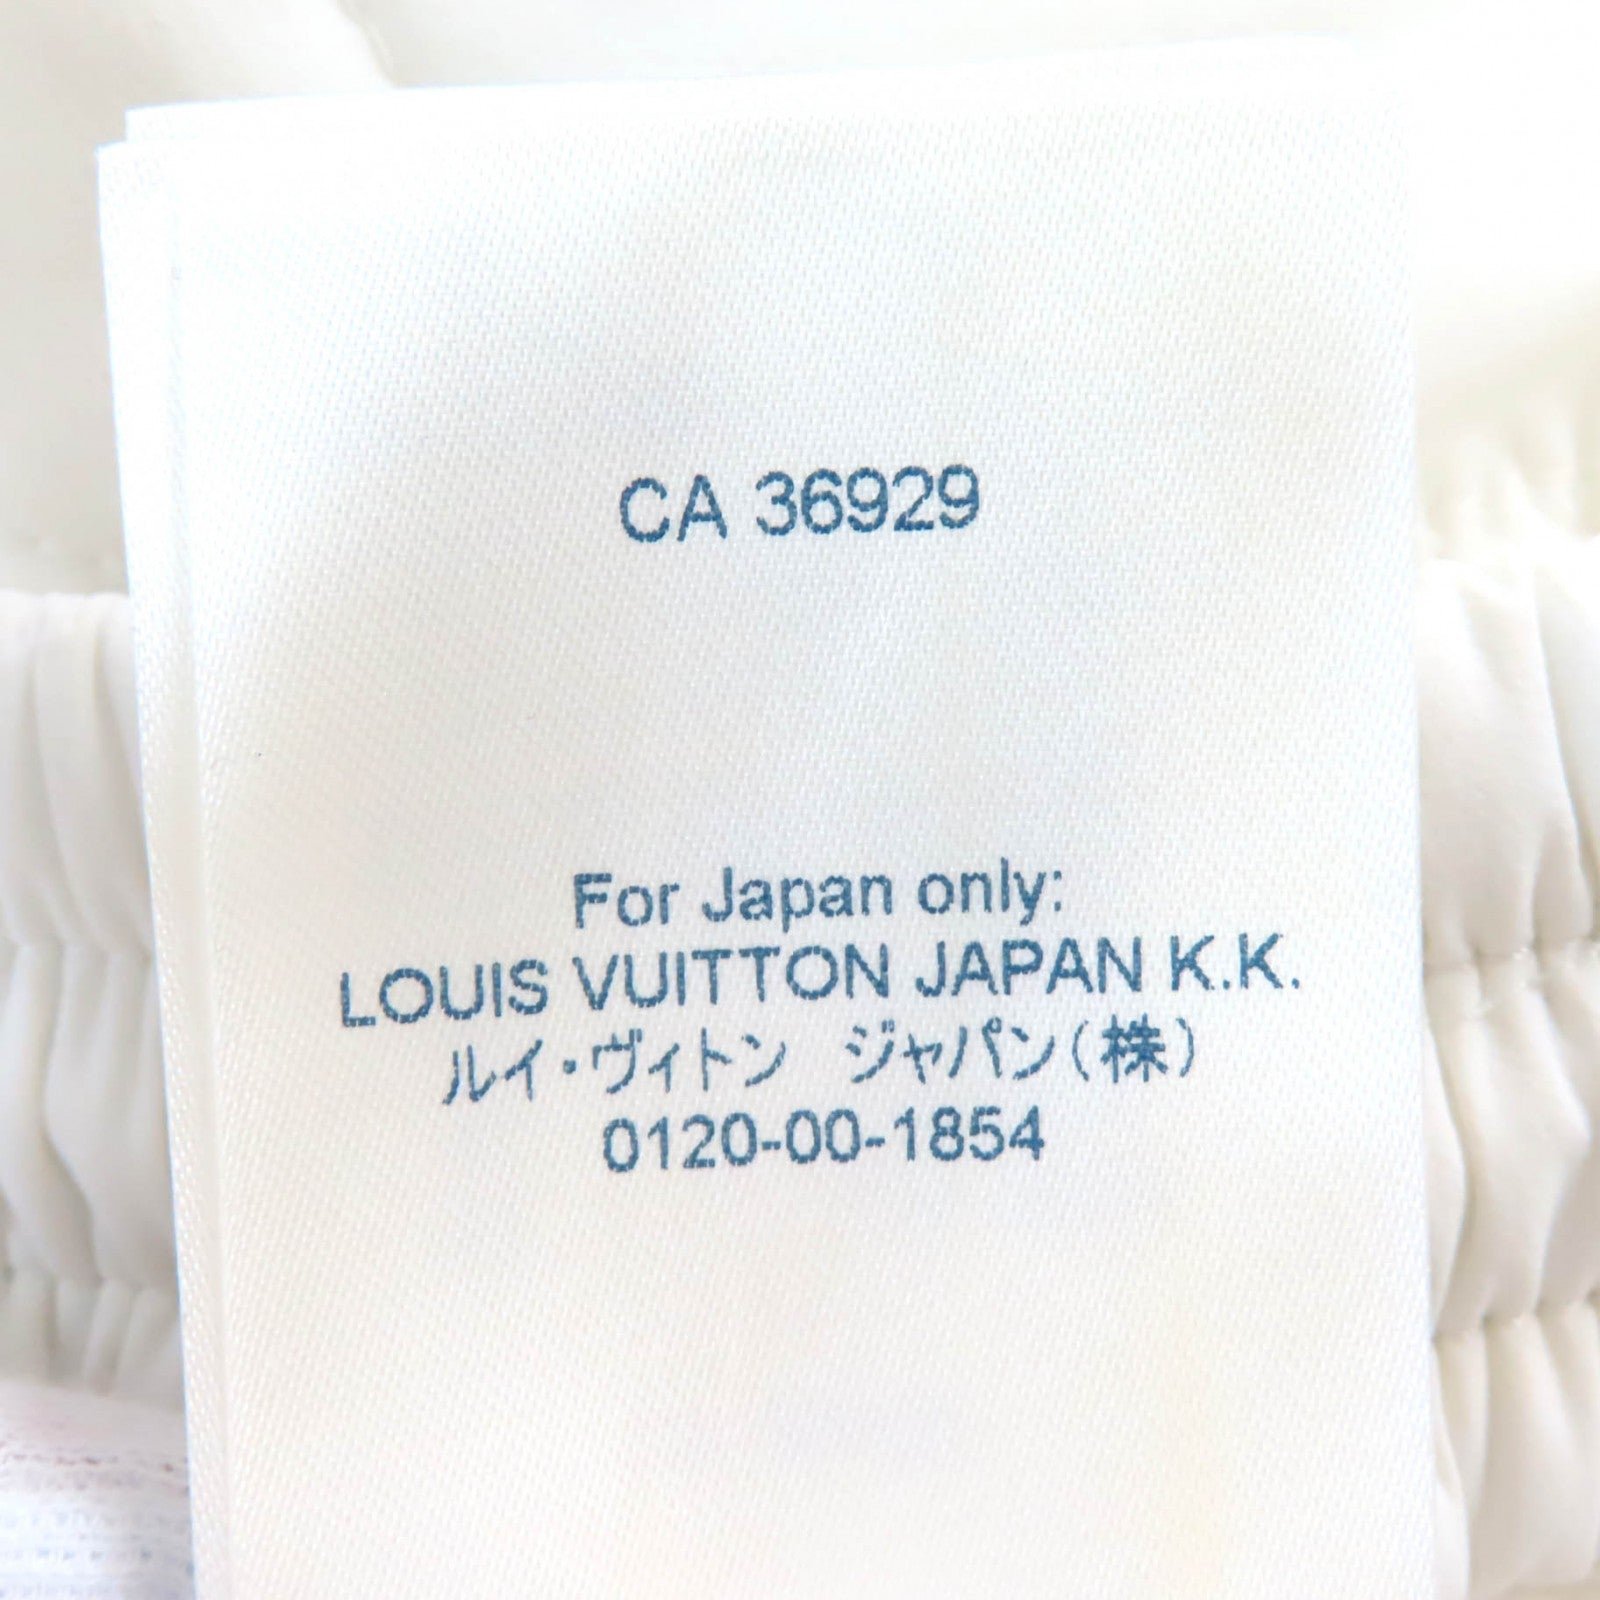 CA 36929
For Japan only:
LOUIS VUITTON JAPAN K.K.
ルイ・ヴィトン　ジャパン(株)
0120-00-1854